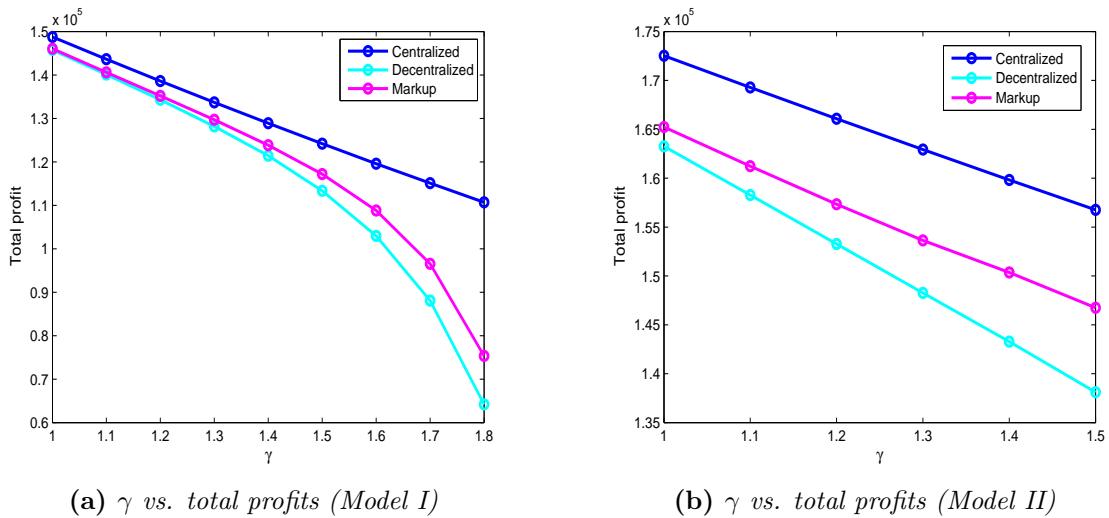 x 10⁵
1.5
1.4
1.3
1.2
1.1
1
0.9
0.8
0.7
0.6
Total profit
1
1.1
1.2
1.3
1.4
1.5
1.6
1.7
1.8
γ
Centralized
Decentralized
Markup
(a) γ vs. total profits (Model I)
x 10⁵
1.75
1.7
1.65
1.6
1.55
1.5
1.45
1.4
1.35
Total profit
1
1.1
1.2
1.3
1.4
1.5
γ
Centralized
Decentralized
Markup
(b) γ vs. total profits (Model II)